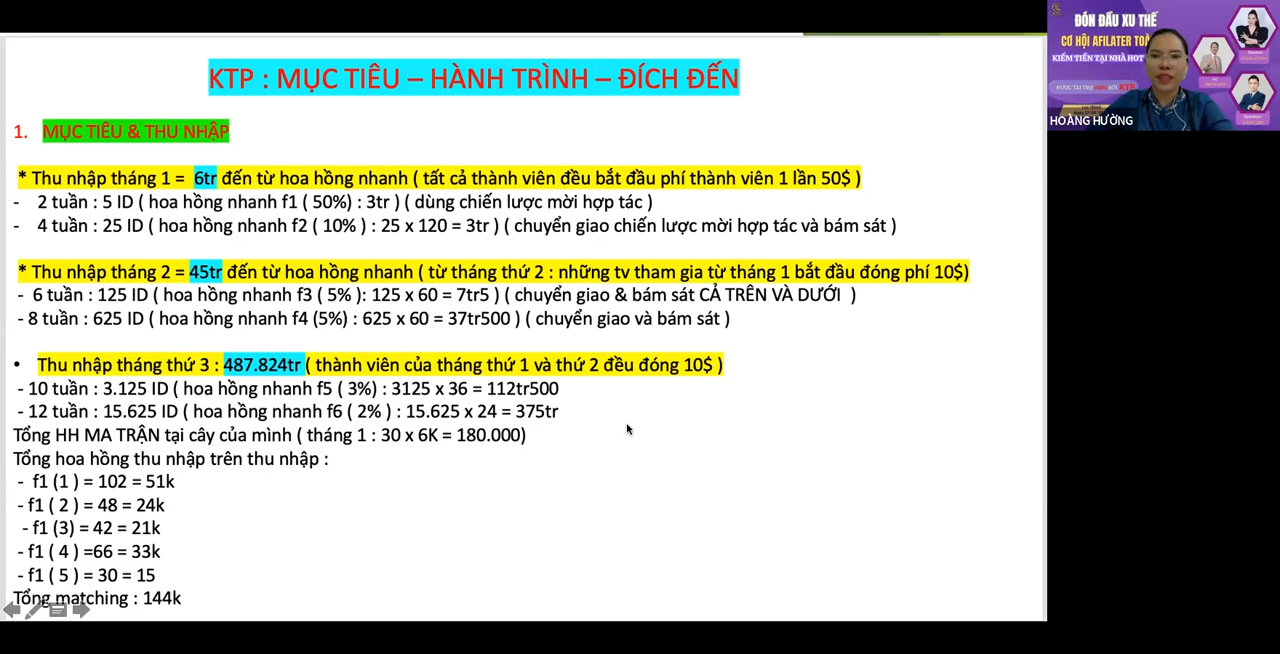 KTP : MỤC TIÊU – HÀNH TRÌNH – ĐÍCH ĐẾN
1. MỤC TIÊU & THU NHẬP
* Thu nhập tháng 1 = 6tr đến từ hoa hồng nhanh ( tất cả thành viên đều bắt đầu phí thành viên 1 lần 50$ )
- 2 tuần : 5 ID ( hoa hồng nhanh f1 ( 50%) : 3tr ) ( dùng chiến lược mời hợp tác )
- 4 tuần : 25 ID ( hoa hồng nhanh f2 ( 10% ) : 25 x 120 = 3tr ) ( chuyển giao chiến lược mời hợp tác và bám sát )
* Thu nhập tháng 2 = 45tr đến từ hoa hồng nhanh ( từ tháng thứ 2 : những tv tham gia từ tháng 1 bắt đầu đóng phí 10$)
- 6 tuần : 125 ID ( hoa hồng nhanh f3 ( 5% ): 125 x 60 = 7tr5 ) ( chuyển giao & bám sát CẢ TRÊN VÀ DƯỚI )
- 8 tuần : 625 ID ( hoa hồng nhanh f4 (5%) : 625 x 60 = 37tr500 ) ( chuyển giao và bám sát )
• Thu nhập tháng thứ 3 : 487.824tr ( thành viên của tháng thứ 1 và thứ 2 đều đóng 10$ )
- 10 tuần : 3.125 ID ( hoa hồng nhanh f5 ( 3%) : 3125 x 36 = 112tr500
- 12 tuần : 15.625 ID ( hoa hồng nhanh f6 ( 2% ) : 15.625 x 24 = 375tr
Tổng HH MA TRẬN tại cây của mình ( tháng 1 : 30 x 6K = 180.000)
Tổng hoa hồng thu nhập trên thu nhập :
- f1 (1 ) = 102 = 51k
- f1 ( 2 ) = 48 = 24k
- f1 (3) = 42 = 21k
- f1 ( 4 ) =66 = 33k
- f1 ( 5 ) = 30 = 15
Tổng matching : 144k
ĐÓN ĐẦU XU THẾ
CƠ HỘI AFILATER TOÀ
KIẾM TIỀN TẠI NHÀ HOT
ĐƯỢC TÀI TRỢ BỞI KTP
HOÀNG HƯỜNG